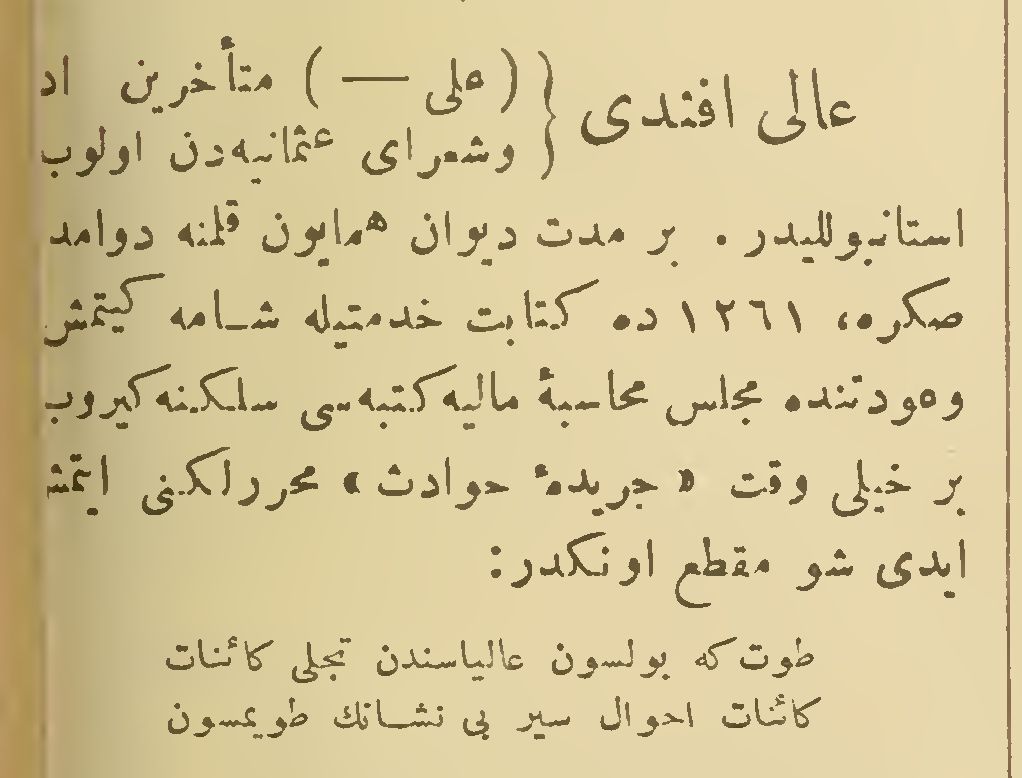 عالی افندی { (علی —) متأخرین اد
وشعرای عثمانیه‌دن اولوب
استانبوللیدر . بر مدت دیوان همایون قلمنه دوامد
صکره، ١٢٦١ ده کتابت خدمتیله شامه کیتمش
وعودتنده مجلس محاسبهٔ مالیه کتبه‌سی سلکنه کیروب
بر خیلی وقت « جریدهٔ حوادث » محررلکنی ایتمش
ایدی شو مقطع اونکدر:
طوت که بولسون عالیاسندن تجلی کائنات
کائنات احوال سیر بی نشانك طویمسون